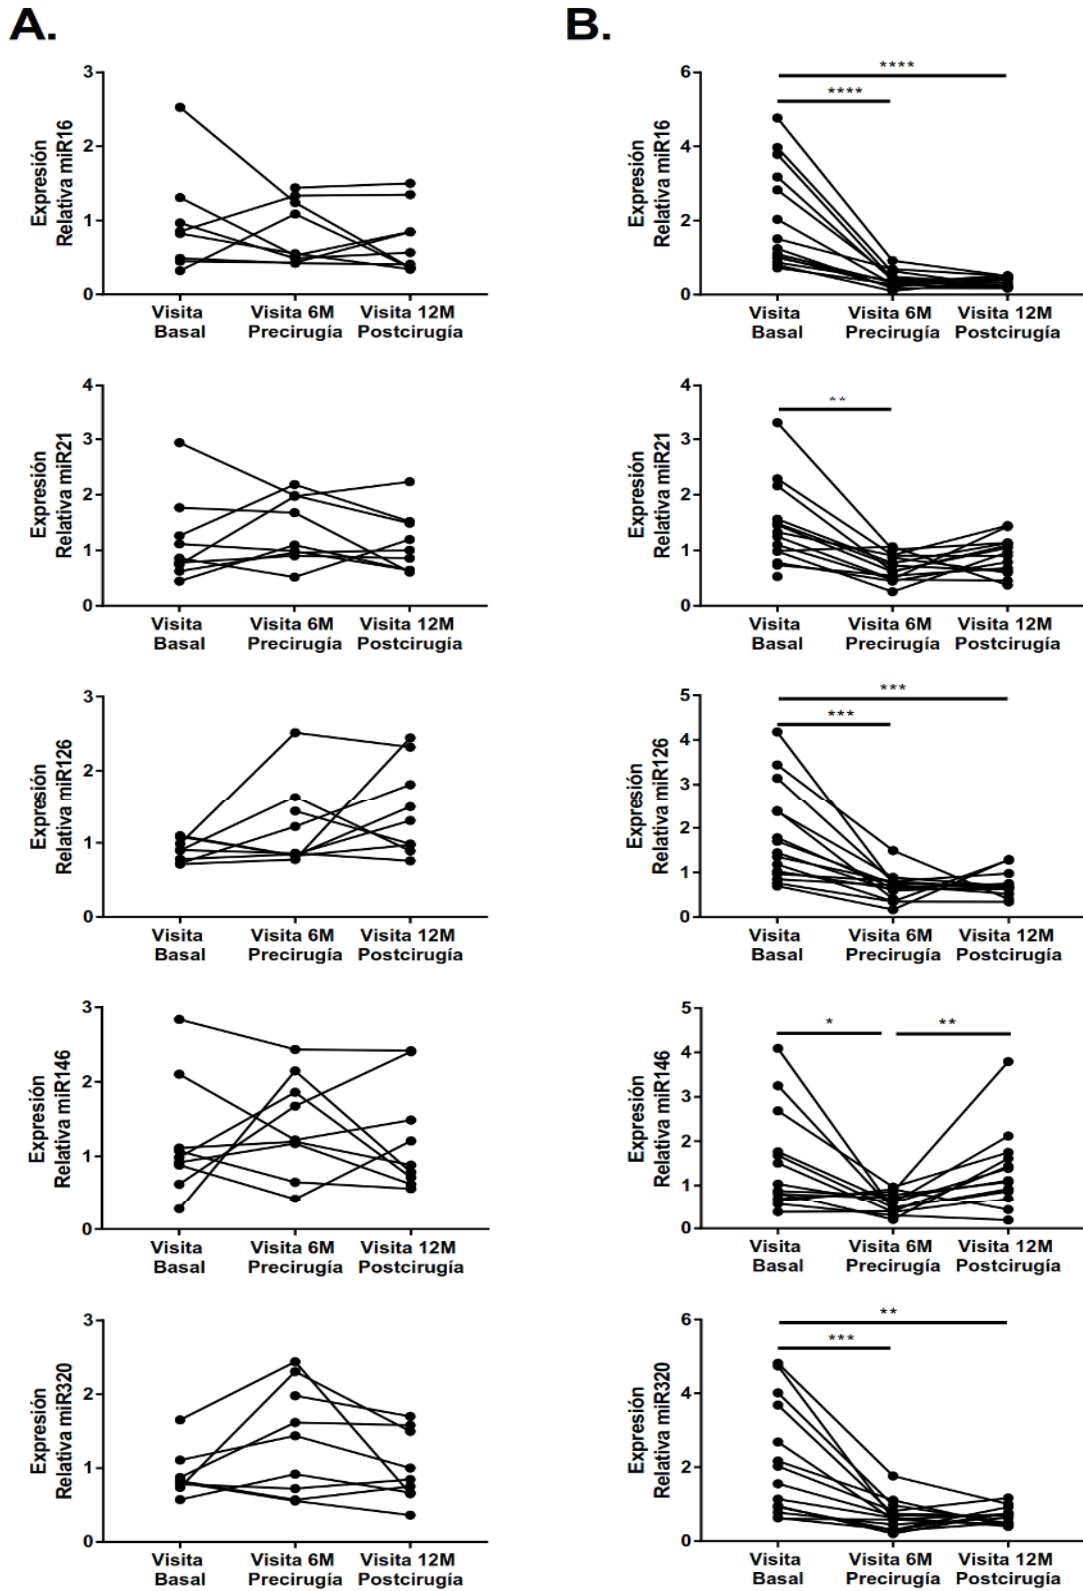 A.
B.
Expresión
Relativa miR16
3
2
1
0
Visita
Basal
Visita 6M
Precirugía
Visita 12M
Postcirugía
Expresión
Relativa miR16
6
4
2
0
****
****
Visita
Basal
Visita 6M
Precirugía
Visita 12M
Postcirugía
Expresión
Relativa miR21
4
3
2
1
0
Visita
Basal
Visita 6M
Precirugía
Visita 12M
Postcirugía
Expresión
Relativa miR21
4
3
2
1
0
**
Visita
Basal
Visita 6M
Precirugía
Visita 12M
Postcirugía
Expresión
Relativa miR126
3
2
1
0
Visita
Basal
Visita 6M
Precirugía
Visita 12M
Postcirugía
Expresión
Relativa miR126
5
4
3
2
1
0
***
***
Visita
Basal
Visita 6M
Precirugía
Visita 12M
Postcirugía
Expresión
Relativa miR146
3
2
1
0
Visita
Basal
Visita 6M
Precirugía
Visita 12M
Postcirugía
Expresión
Relativa miR146
5
4
3
2
1
0
*
**
Visita
Basal
Visita 6M
Precirugía
Visita 12M
Postcirugía
Expresión
Relativa miR320
3
2
1
0
Visita
Basal
Visita 6M
Precirugía
Visita 12M
Postcirugía
Expresión
Relativa miR320
6
4
2
0
**
***
Visita
Basal
Visita 6M
Precirugía
Visita 12M
Postcirugía